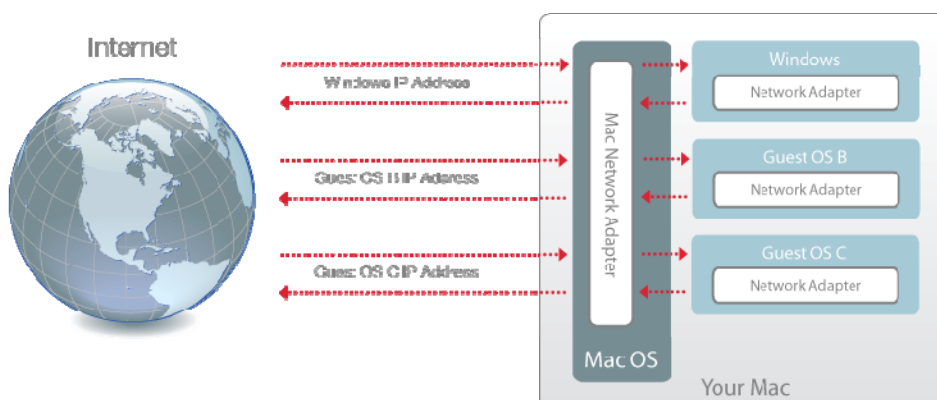 Internet
Windows IP Address
Guest OS B IP Address
Guest OS C IP Address
Mac Network Adapter
Mac OS
Windows
Network Adapter
Guest OS B
Network Adapter
Guest OS C
Network Adapter
Your Mac